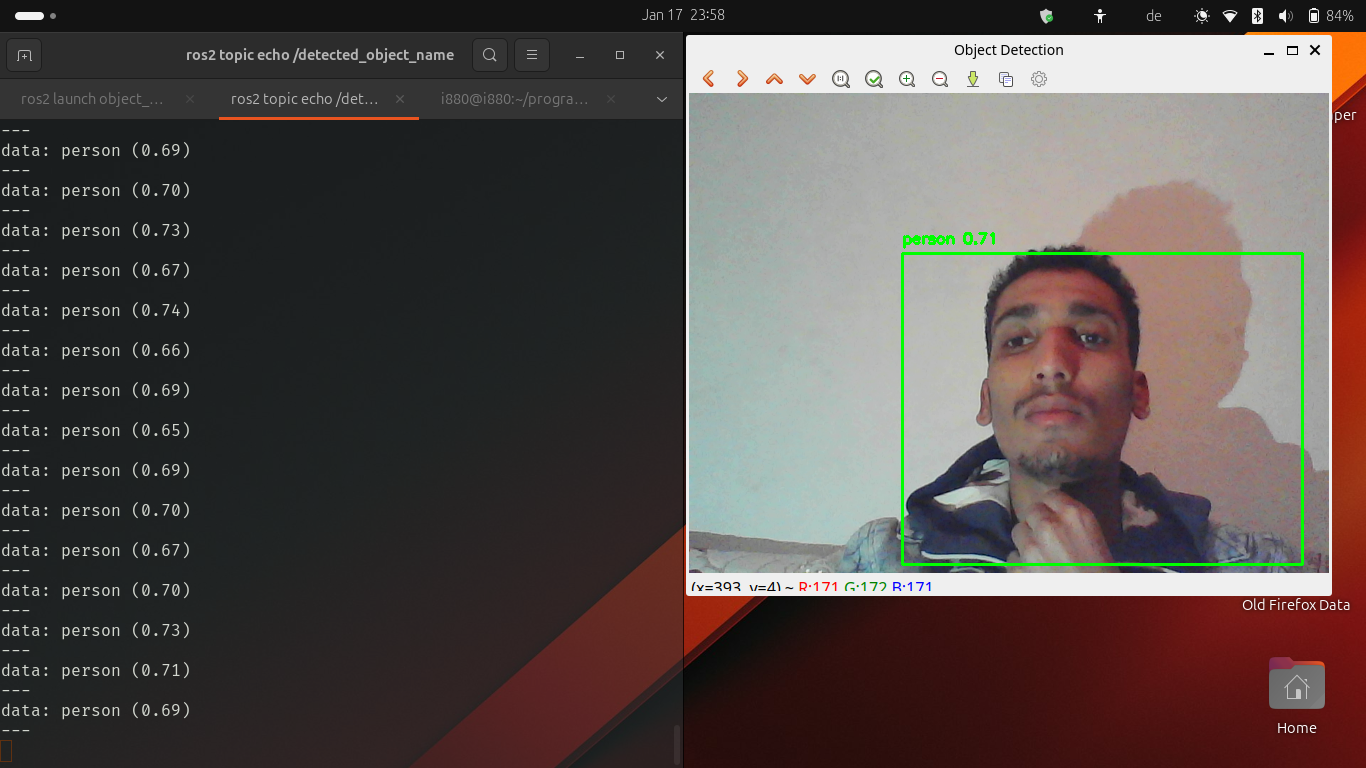 Jan 17 23:58
de
84%
ros2 topic echo /detected_object_name
ros2 launch object_...
ros2 topic echo /det...
i880@i880:~/progra...
---
data: person (0.69)
---
data: person (0.70)
---
data: person (0.73)
---
data: person (0.67)
---
data: person (0.74)
---
data: person (0.66)
---
data: person (0.69)
---
data: person (0.65)
---
data: person (0.69)
---
data: person (0.70)
---
data: person (0.67)
---
data: person (0.70)
---
data: person (0.73)
---
data: person (0.71)
---
data: person (0.69)
---
Object Detection
person 0.71
(x=393, y=4) ~ R:171 G:172 B:171
Old Firefox Data
Home